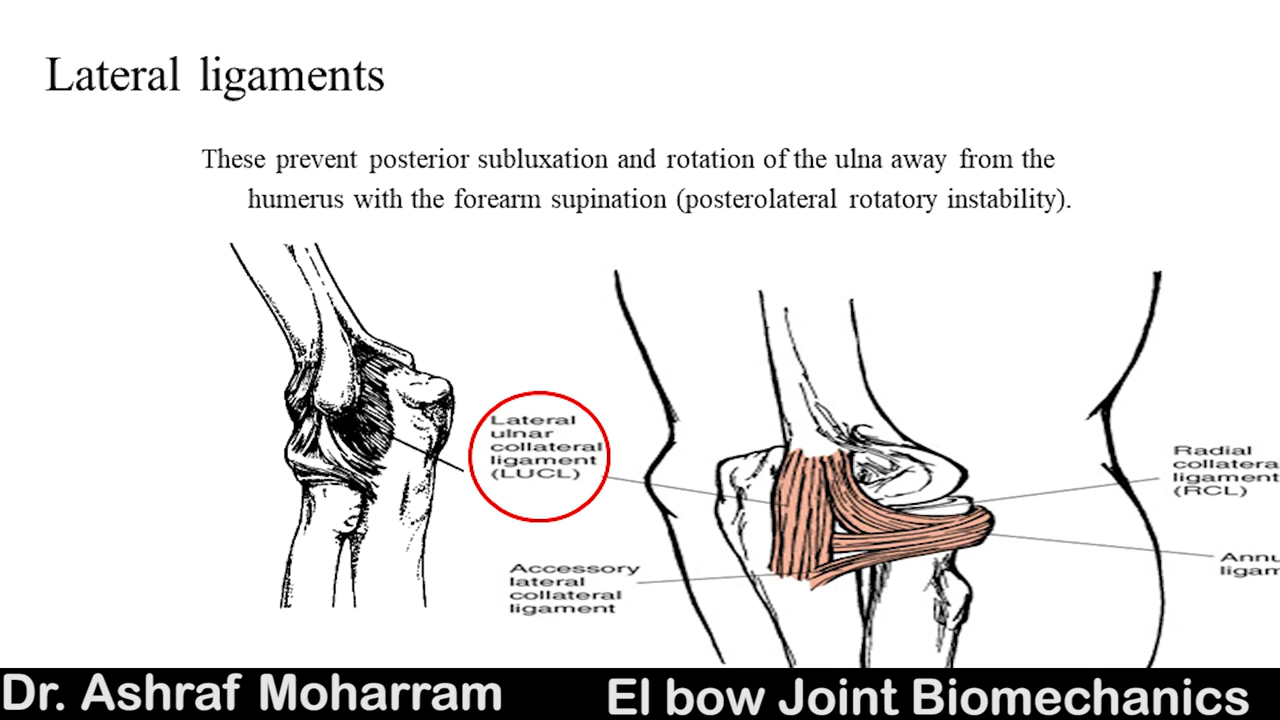 Lateral ligaments
These prevent posterior subluxation and rotation of the ulna away from the
humerus with the forearm supination (posterolateral rotatory instability).
Lateral
ulnar
collateral
ligament
(LUCL)
Accessory
lateral
collateral
ligament
Radial
collatera
ligament
(RCL)
Annu
ligam
Dr. Ashraf Moharram
El bow Joint Biomechanics